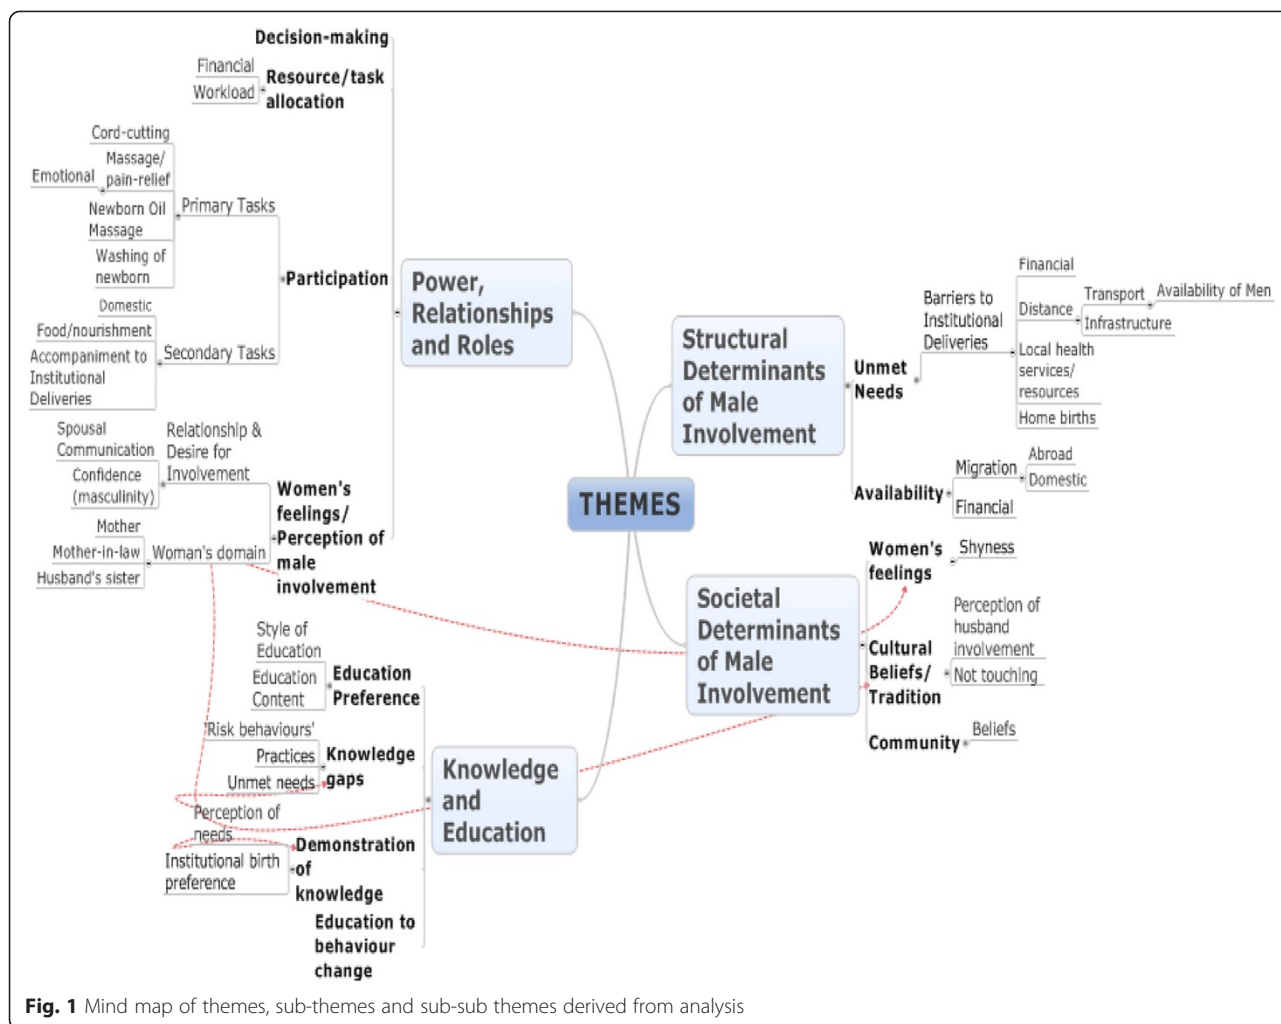 Decision-making
Financial
Workload
Resource/task
allocation
Cord-cutting
Massage/
pain-relief
Emotional
Newborn Oil
Massage
Washing of
newborn
Primary Tasks
Participation
Domestic
Food/nourishment
Accompaniment to
Institutional
Deliveries
Secondary Tasks
Spousal
Communication
Confidence
(masculinity)
Relationship &
Desire for
Involvement
Mother
Mother-in-law
Husband's sister
Woman's domain
Women's
feelings/
Perception of
male
involvement
Power,
Relationships
and Roles
Style of
Education
Education
Content
Education
Preference
'Risk behaviours'
Practices
Unmet needs
Knowledge
gaps
Perception of
needs
Institutional birth
preference
Demonstration
of
knowledge
Education to
behaviour
change
Knowledge
and
Education
THEMES
Structural
Determinants
of Male
Involvement
Unmet
Needs
Barriers to
Institutional
Deliveries
Financial
Distance
Transport
Availability of Men
Infrastructure
Local health
services/
resources
Home births
Availability
Migration
Abroad
Domestic
Financial
Societal
Determinants
of Male
Involvement
Women's
feelings
Shyness
Cultural
Beliefs/
Tradition
Perception of
husband
involvement
Not touching
Community
Beliefs
Fig. 1 Mind map of themes, sub-themes and sub-sub themes derived from analysis